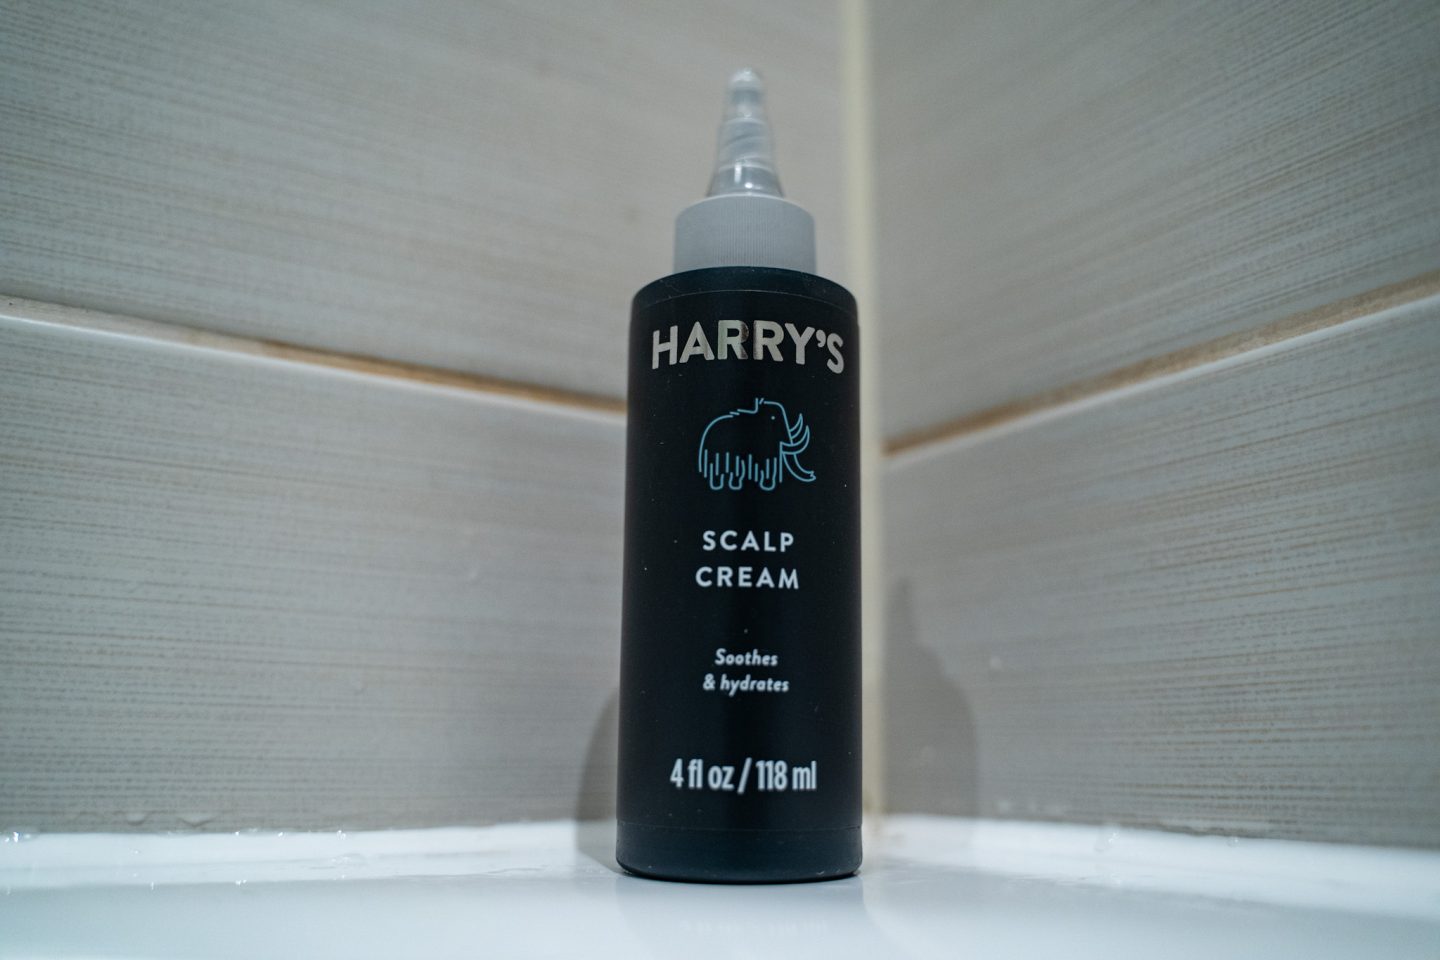 HARRY'S
SCALP
CREAM
Soothes
& hydrates
4 fl oz / 118 ml